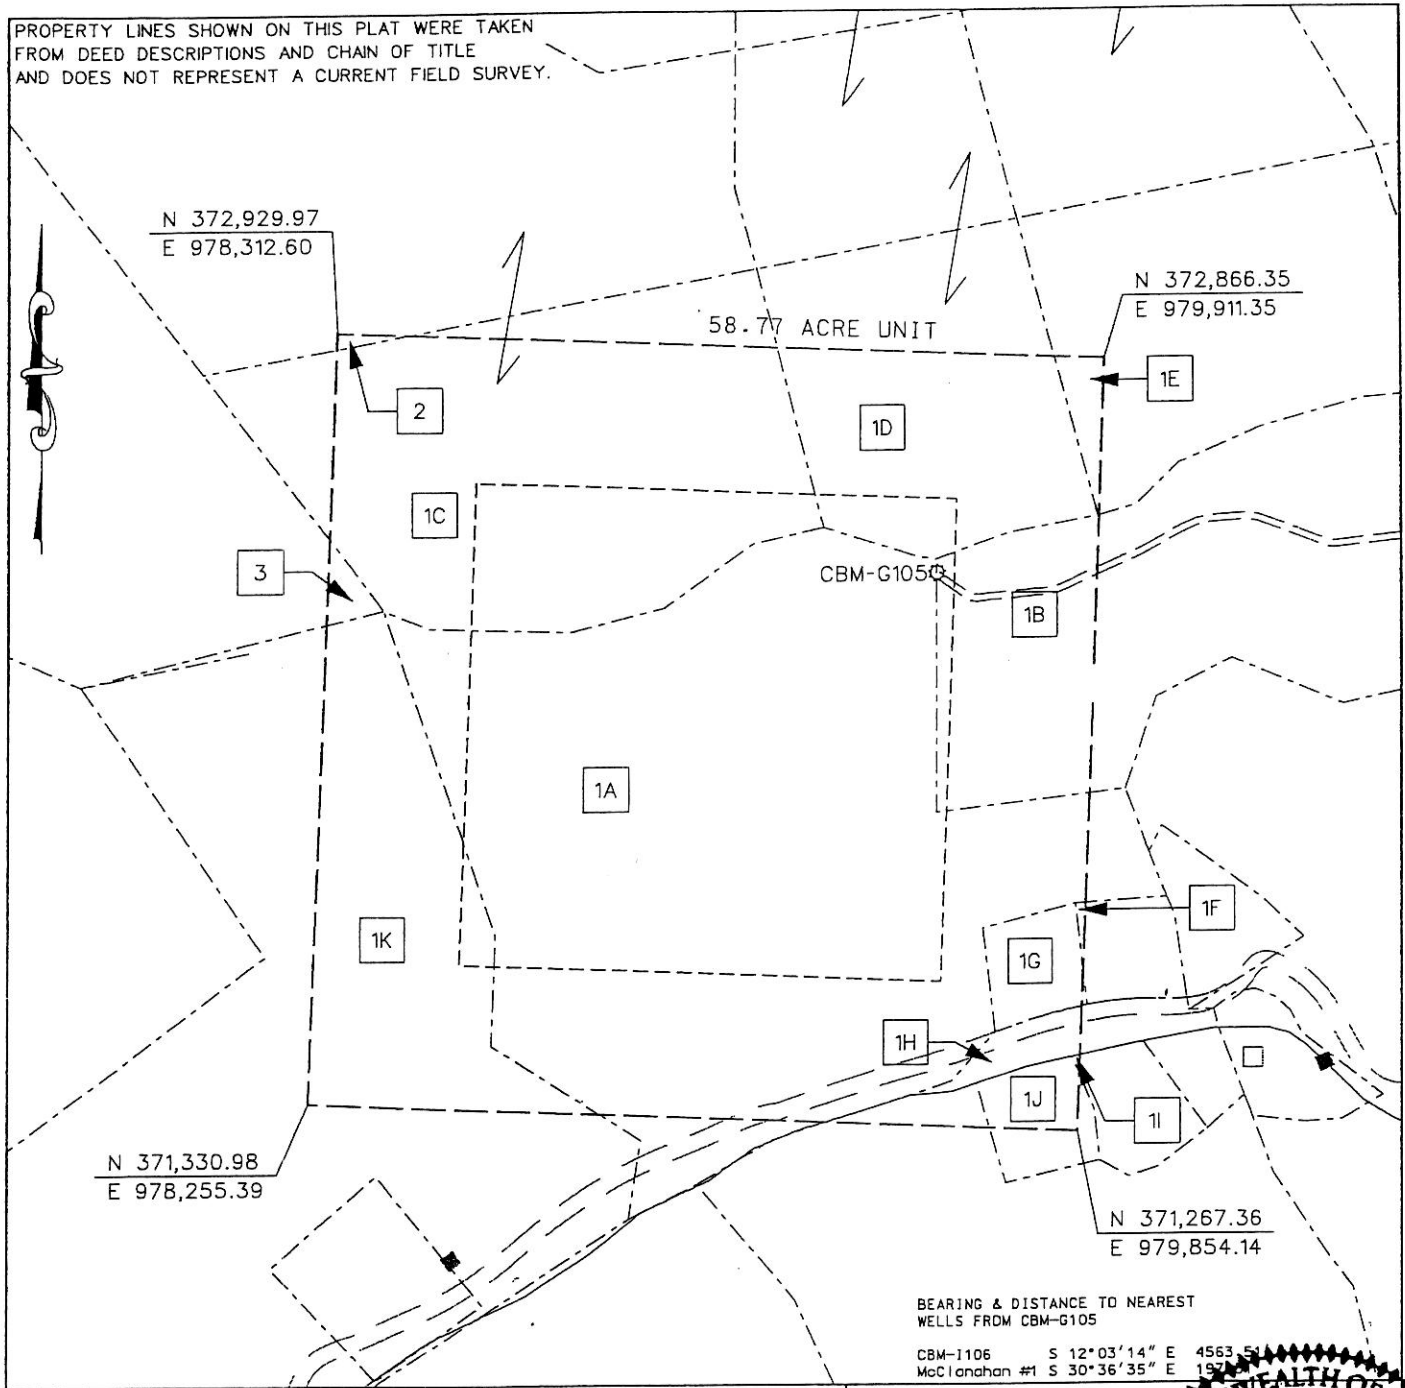 PROPERTY LINES SHOWN ON THIS PLAT WERE TAKEN
FROM DEED DESCRIPTIONS AND CHAIN OF TITLE
AND DOES NOT REPRESENT A CURRENT FIELD SURVEY.
N 372,929.97
E 978,312.60
N 372,866.35
E 979,911.35
58.77 ACRE UNIT
1E
2
1D
1C
3
CBM-G105
1B
1A
1F
1K
1G
1H
1J
1I
N 371,330.98
E 978,255.39
N 371,267.36
E 979,854.14
BEARING & DISTANCE TO NEAREST
WELLS FROM CBM-G105
CBM-I106 S 12°03'14" E
McClanahan #1 S 30°36'35" E